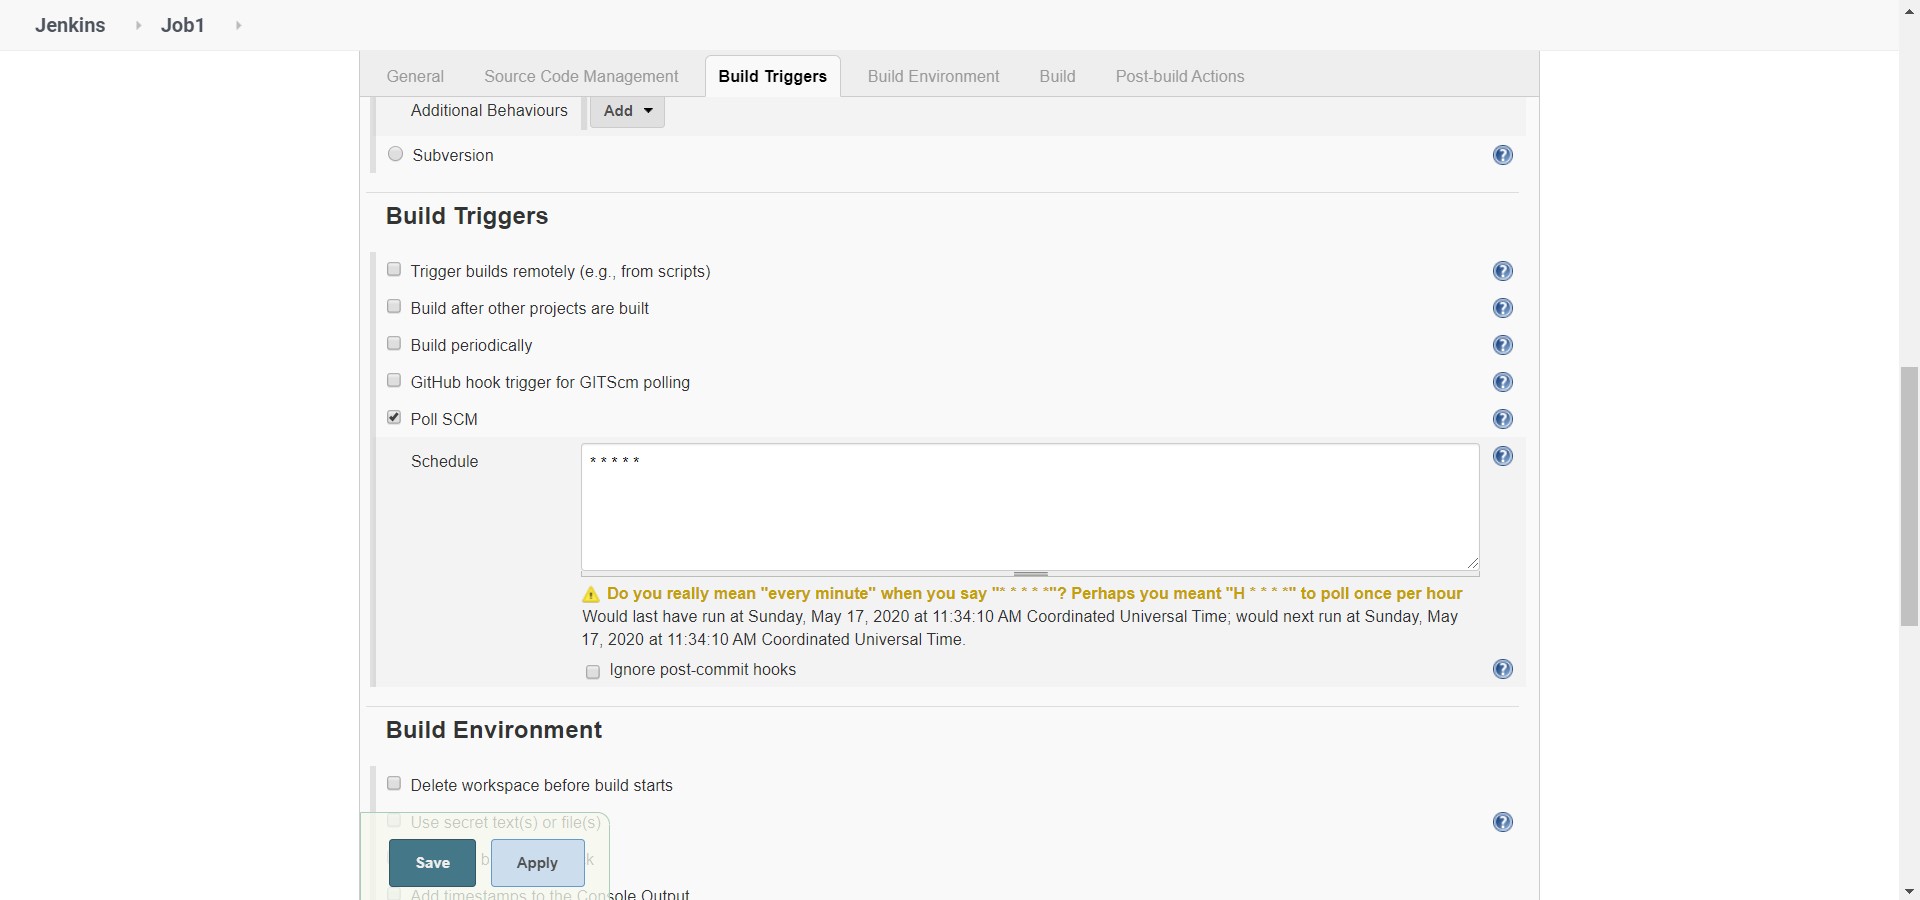 Jenkins Job1
General Source Code Management Build Triggers Build Environment Build Post-build Actions
Additional Behaviours Add
Subversion
Build Triggers
Trigger builds remotely (e.g., from scripts)
Build after other projects are built
Build periodically
GitHub hook trigger for GITScm polling
Poll SCM
Schedule * * * * *
Do you really mean "every minute" when you say "* * * * *"? Perhaps you meant "H * * * *" to poll once per hour
Would last have run at Sunday, May 17, 2020 at 11:34:10 AM Coordinated Universal Time; would next run at Sunday, May
17, 2020 at 11:34:10 AM Coordinated Universal Time.
Ignore post-commit hooks
Build Environment
Delete workspace before build starts
Use secret text(s) or file(s)
Save Apply
Add timestamps to the Console Output